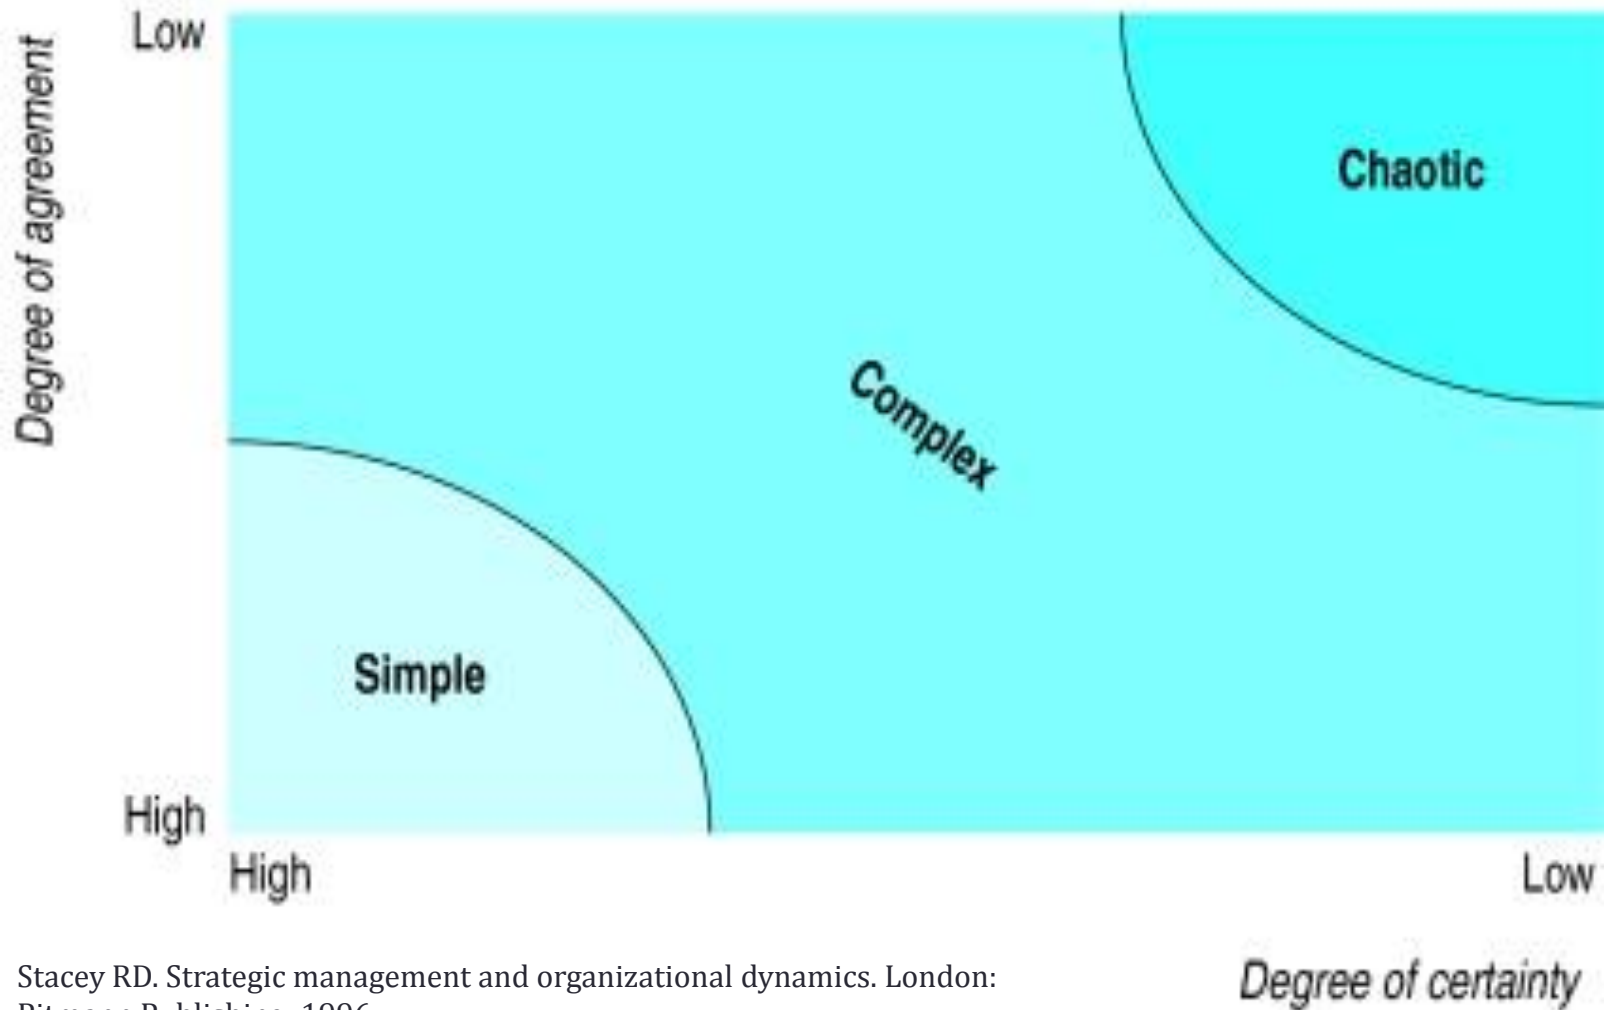 Low
Degree of agreement
Chaotic
Complex
Simple
High
High
Low
Degree of certainty
Stacey RD. Strategic management and organizational dynamics. London: